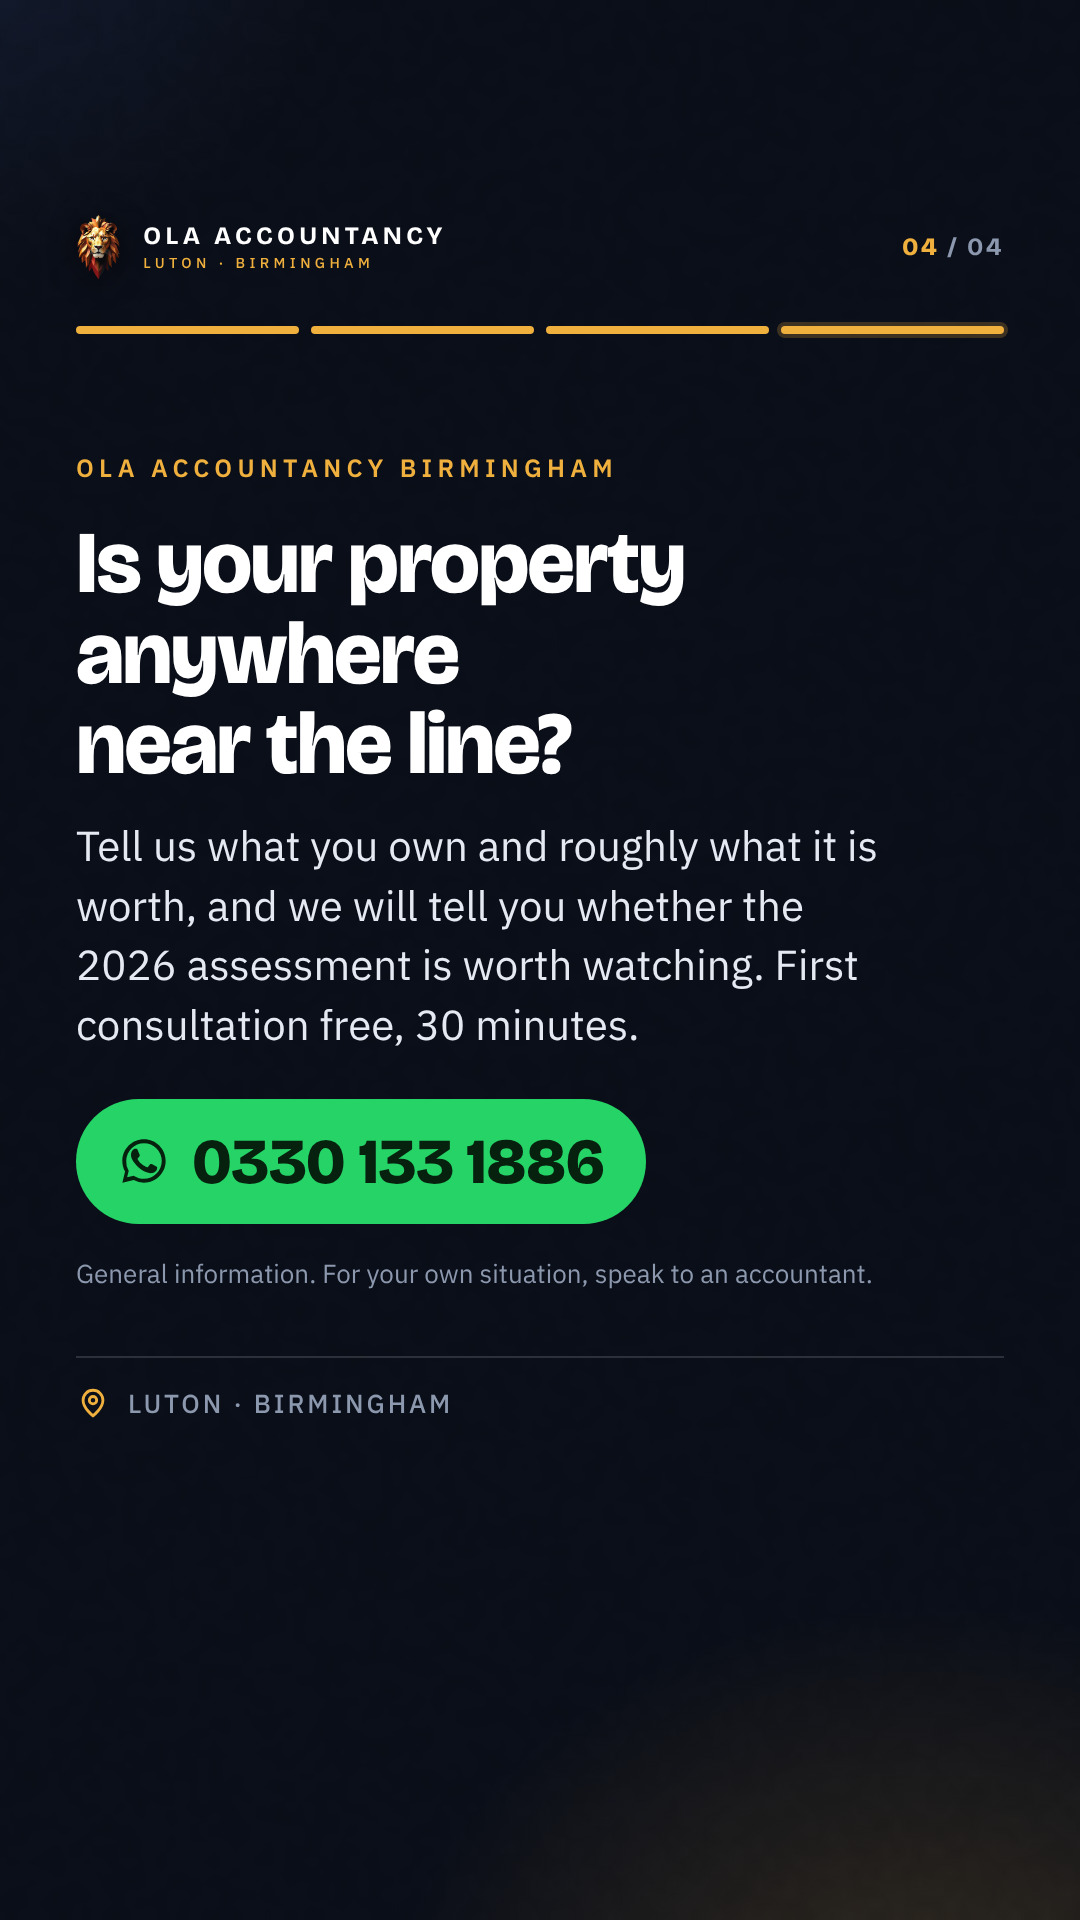 OLA ACCOUNTANCY
LUTON · BIRMINGHAM
04 / 04
OLA ACCOUNTANCY BIRMINGHAM
Is your property
anywhere
near the line?
Tell us what you own and roughly what it is
worth, and we will tell you whether the
2026 assessment is worth watching. First
consultation free, 30 minutes.
0330 133 1886
General information. For your own situation, speak to an accountant.
LUTON · BIRMINGHAM